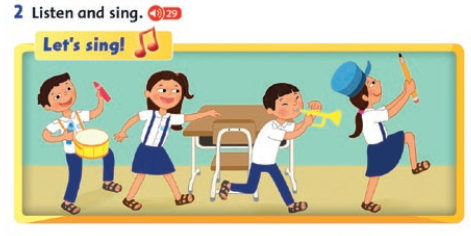 2 Listen and sing. 29
Let's sing!